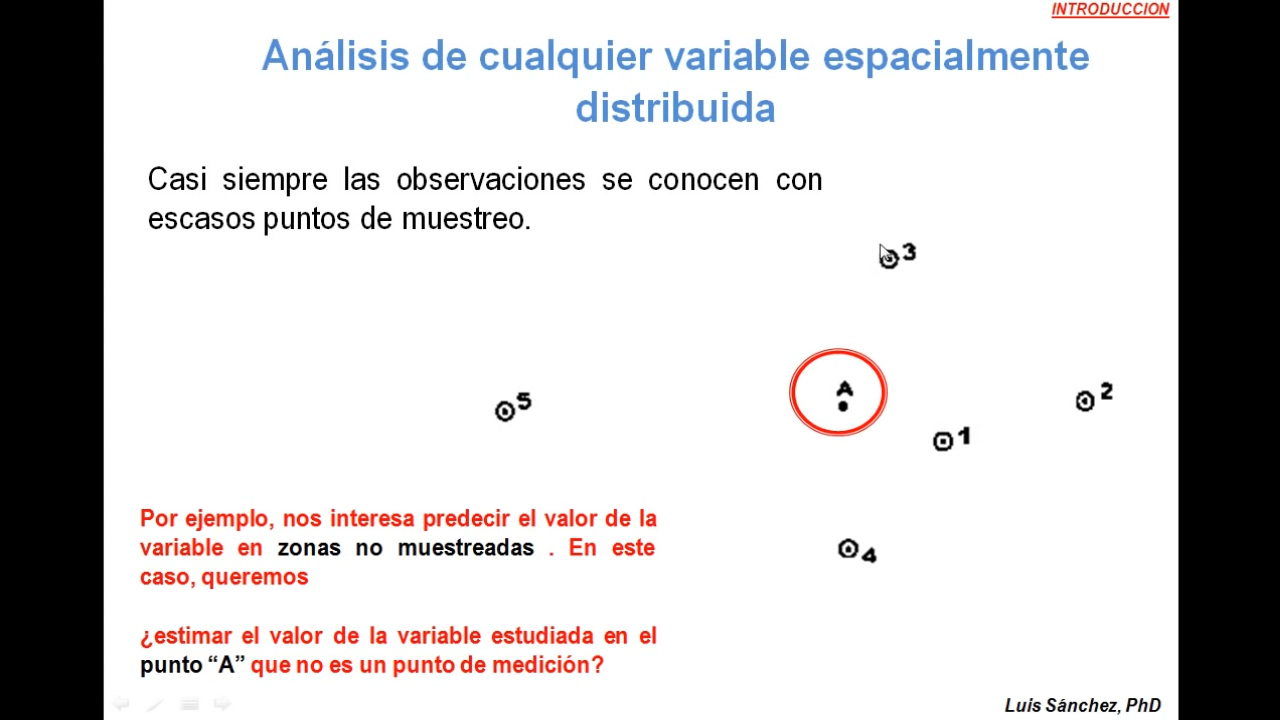 INTRODUCCION
Análisis de cualquier variable espacialmente
distribuida
Casi siempre las observaciones se conocen con
escasos puntos de muestreo.
3
A
5
2
1
Por ejemplo, nos interesa predecir el valor de la
variable en zonas no muestreadas . En este
caso, queremos
4
¿estimar el valor de la variable estudiada en el
punto “A” que no es un punto de medición?
Luis Sánchez, PhD